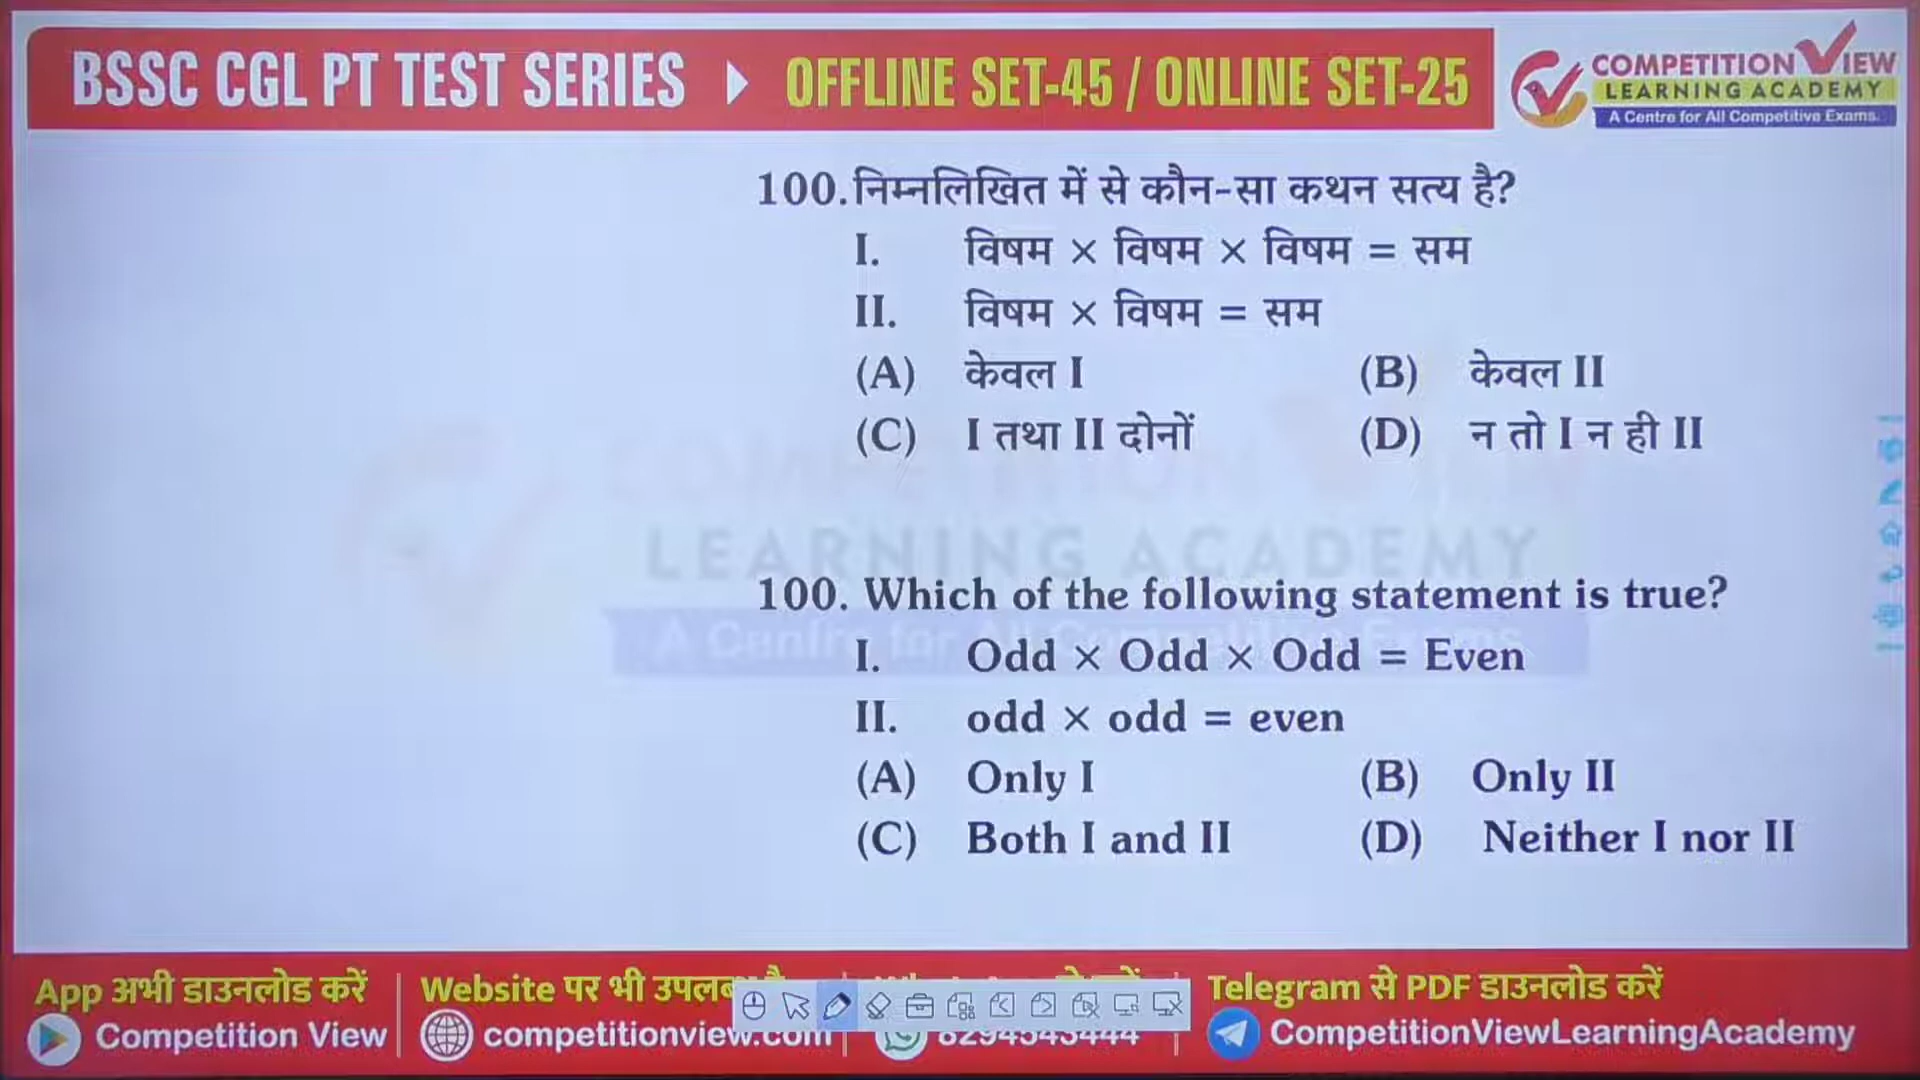 BSSC CGL PT TEST SERIES ▶ OFFLINE SET-45 / ONLINE SET-25
COMPETITION VIEW
LEARNING ACADEMY
A Centre for All Competitive Exams.
100. निम्नलिखित में से कौन-सा कथन सत्य है?
I. विषम × विषम × विषम = सम
II. विषम × विषम = सम
(A) केवल I (B) केवल II
(C) I तथा II दोनों (D) न तो I न ही II
LEARNING ACADEMY
100. Which of the following statement is true?
I. Odd × Odd × Odd = Even
II. odd × odd = even
(A) Only I (B) Only II
(C) Both I and II (D) Neither I nor II
App अभी डाउनलोड करें
Competition View
Website पर भी
competitionview.com
8294543444
Telegram से PDF डाउनलोड करें
CompetitionViewLearningAcademy